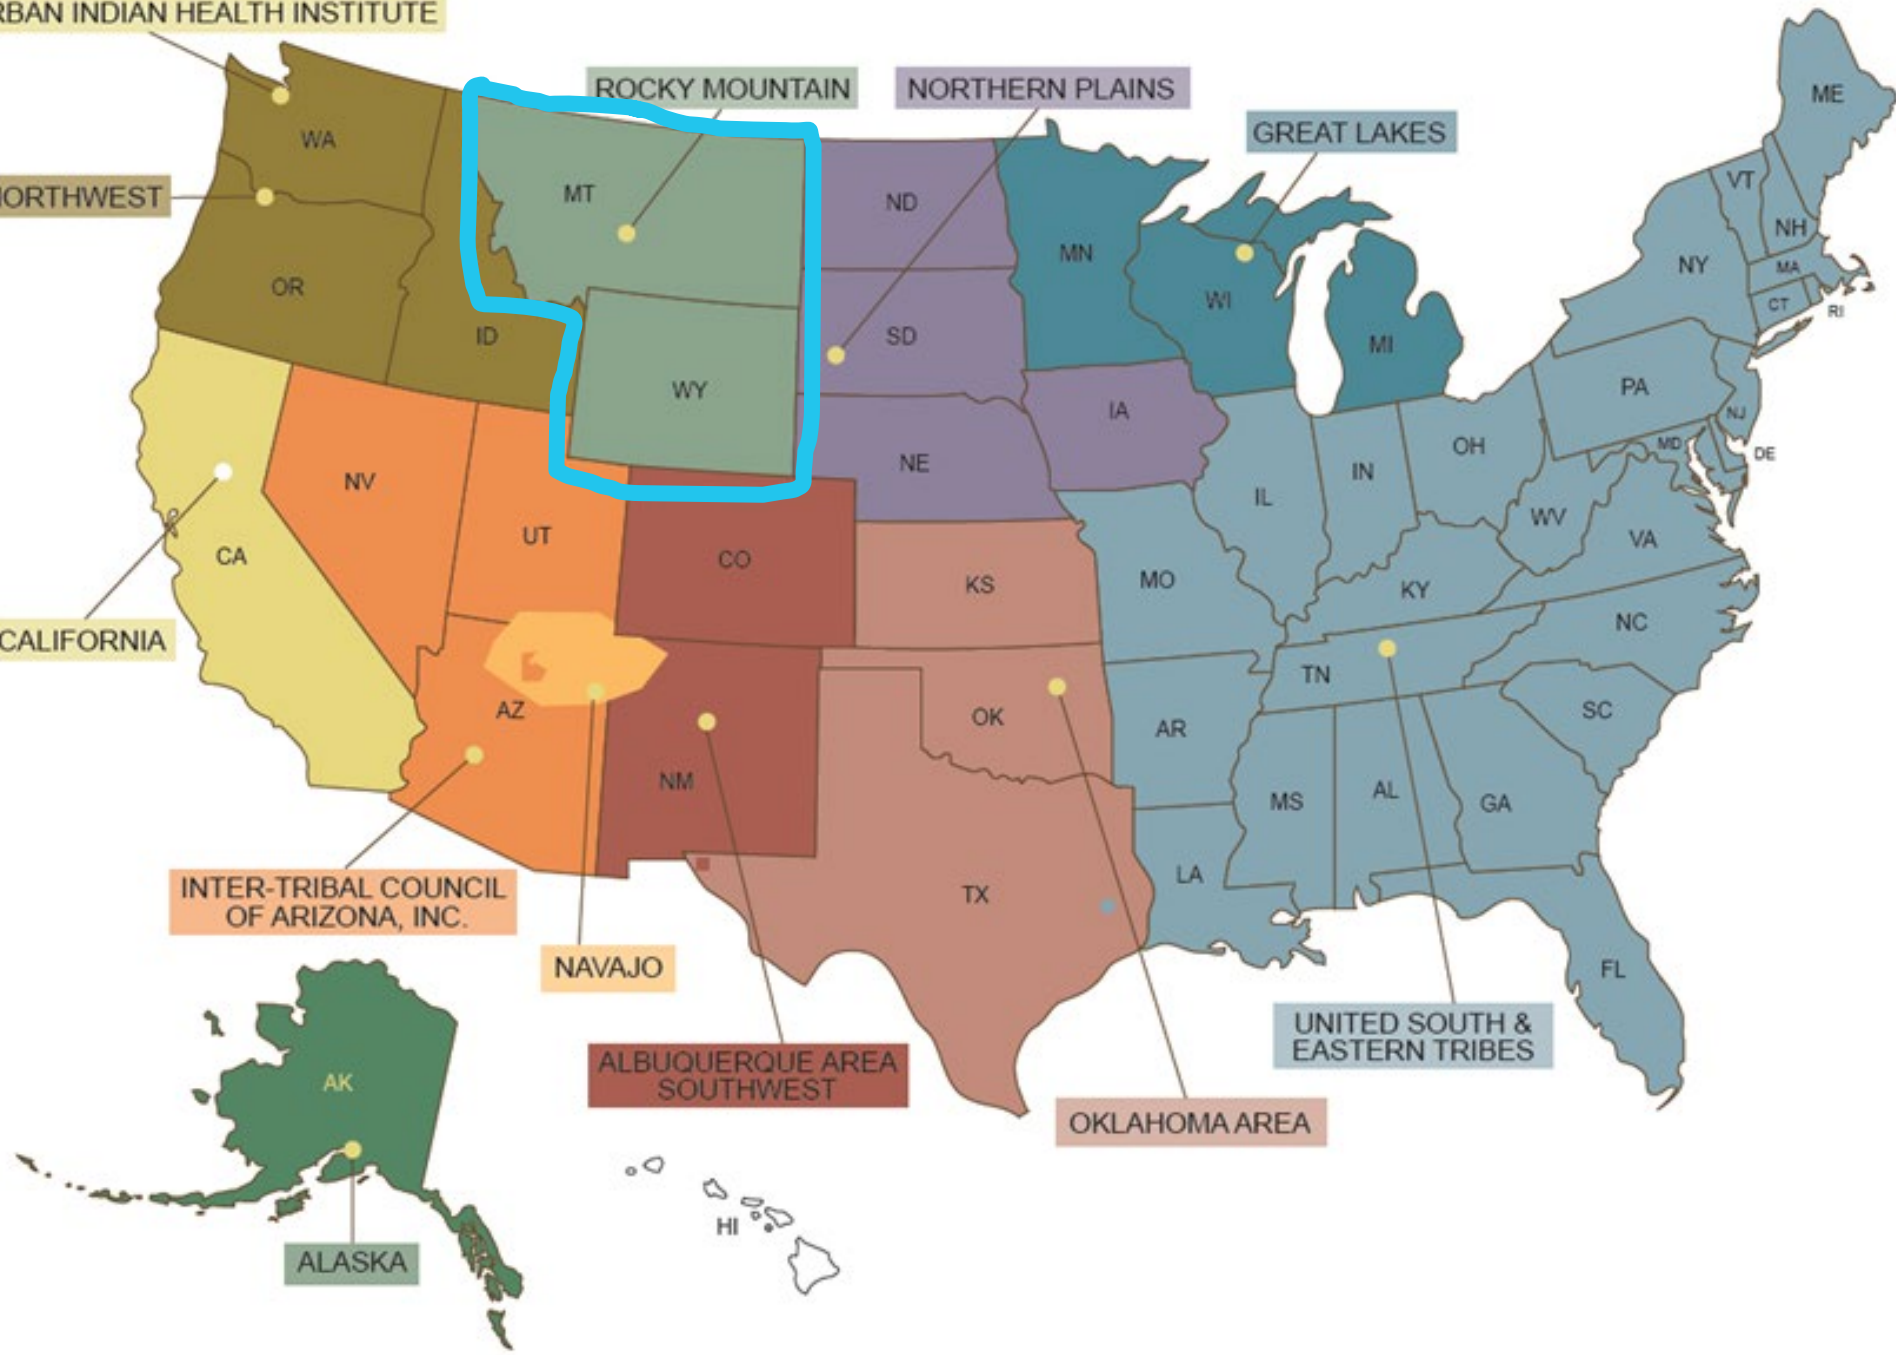 RBAN INDIAN HEALTH INSTITUTE
ROCKY MOUNTAIN
NORTHERN PLAINS
GREAT LAKES
ME
WA
MT
ND
VT
NH
NORTHWEST
MN
NY
MA
CT
RI
OR
WI
ID
SD
MI
WY
IA
PA
NJ
MD
DE
NV
NE
OH
IN
IL
WV
VA
CA
UT
CO
KS
MO
KY
NC
CALIFORNIA
TN
AZ
OK
AR
SC
NM
MS
AL
GA
INTER-TRIBAL COUNCIL
OF ARIZONA, INC.
TX
LA
NAVAJO
FL
UNITED SOUTH &
EASTERN TRIBES
ALBUQUERQUE AREA
SOUTHWEST
AK
OKLAHOMA AREA
HI
ALASKA